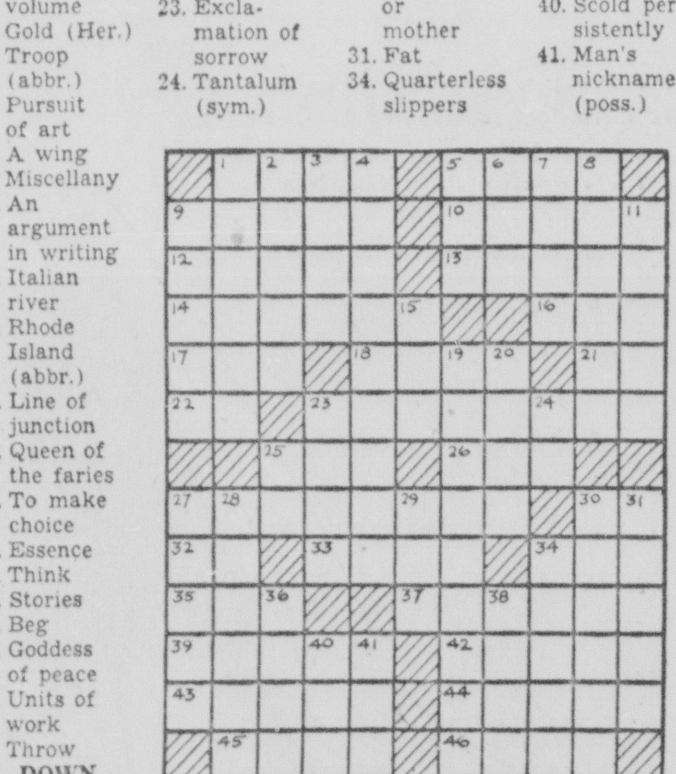 volume
Gold (Her.)
Troop
(abbr.)
Pursuit
of art
A wing
Miscellany
An
argument
in writing
Italian
river
Rhode
Island
(abbr.)
Line of
junction
. Queen of
the faries
. To make
choice
. Essence
. Think
. Stories
Beg
Goddess
of peace
Units of
work
Throw
DOWN
23. Excla-
mation of
sorrow
24. Tantalum
(sym.)
or
mother
31. Fat
34. Quarterless
slippers
40. Scold per
sistently
41. Man's
nickname
(poss.)
1 2 3 4 5 6 7 8
9 10 11
12 13
14 15 16
17 18 19 20 21
22 23 24
25 26
27 28 29 30 31
32 33 34
35 36 37 38
39 40 41 42
43 44
45 46